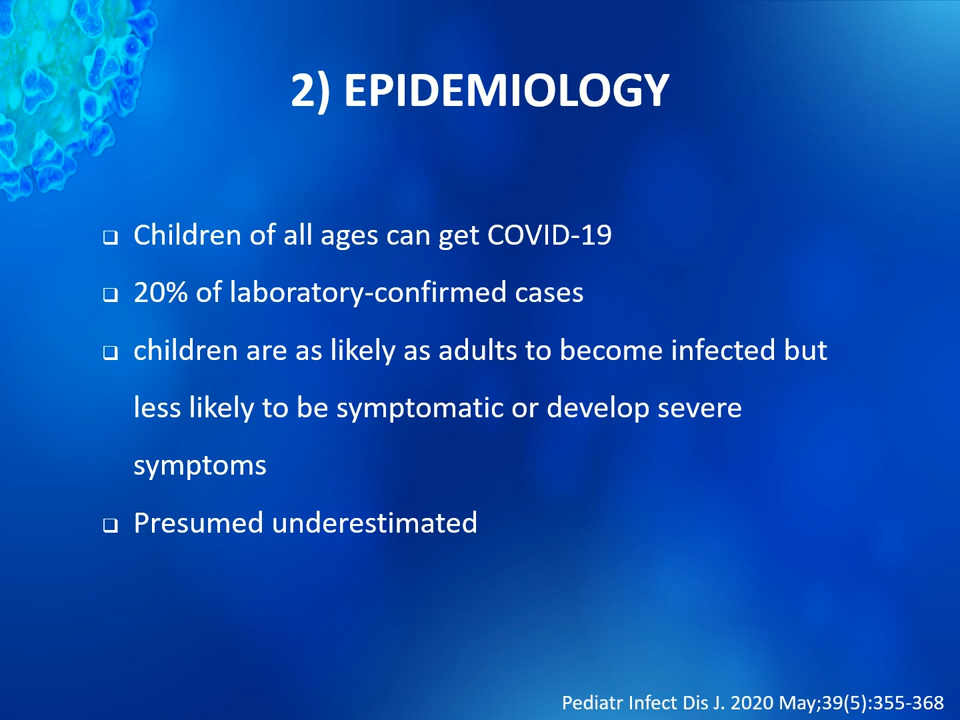 2) EPIDEMIOLOGY
❑ Children of all ages can get COVID-19
❑ 20% of laboratory-confirmed cases
❑ children are as likely as adults to become infected but
less likely to be symptomatic or develop severe
symptoms
❑ Presumed underestimated
Pediatr Infect Dis J. 2020 May;39(5):355-368